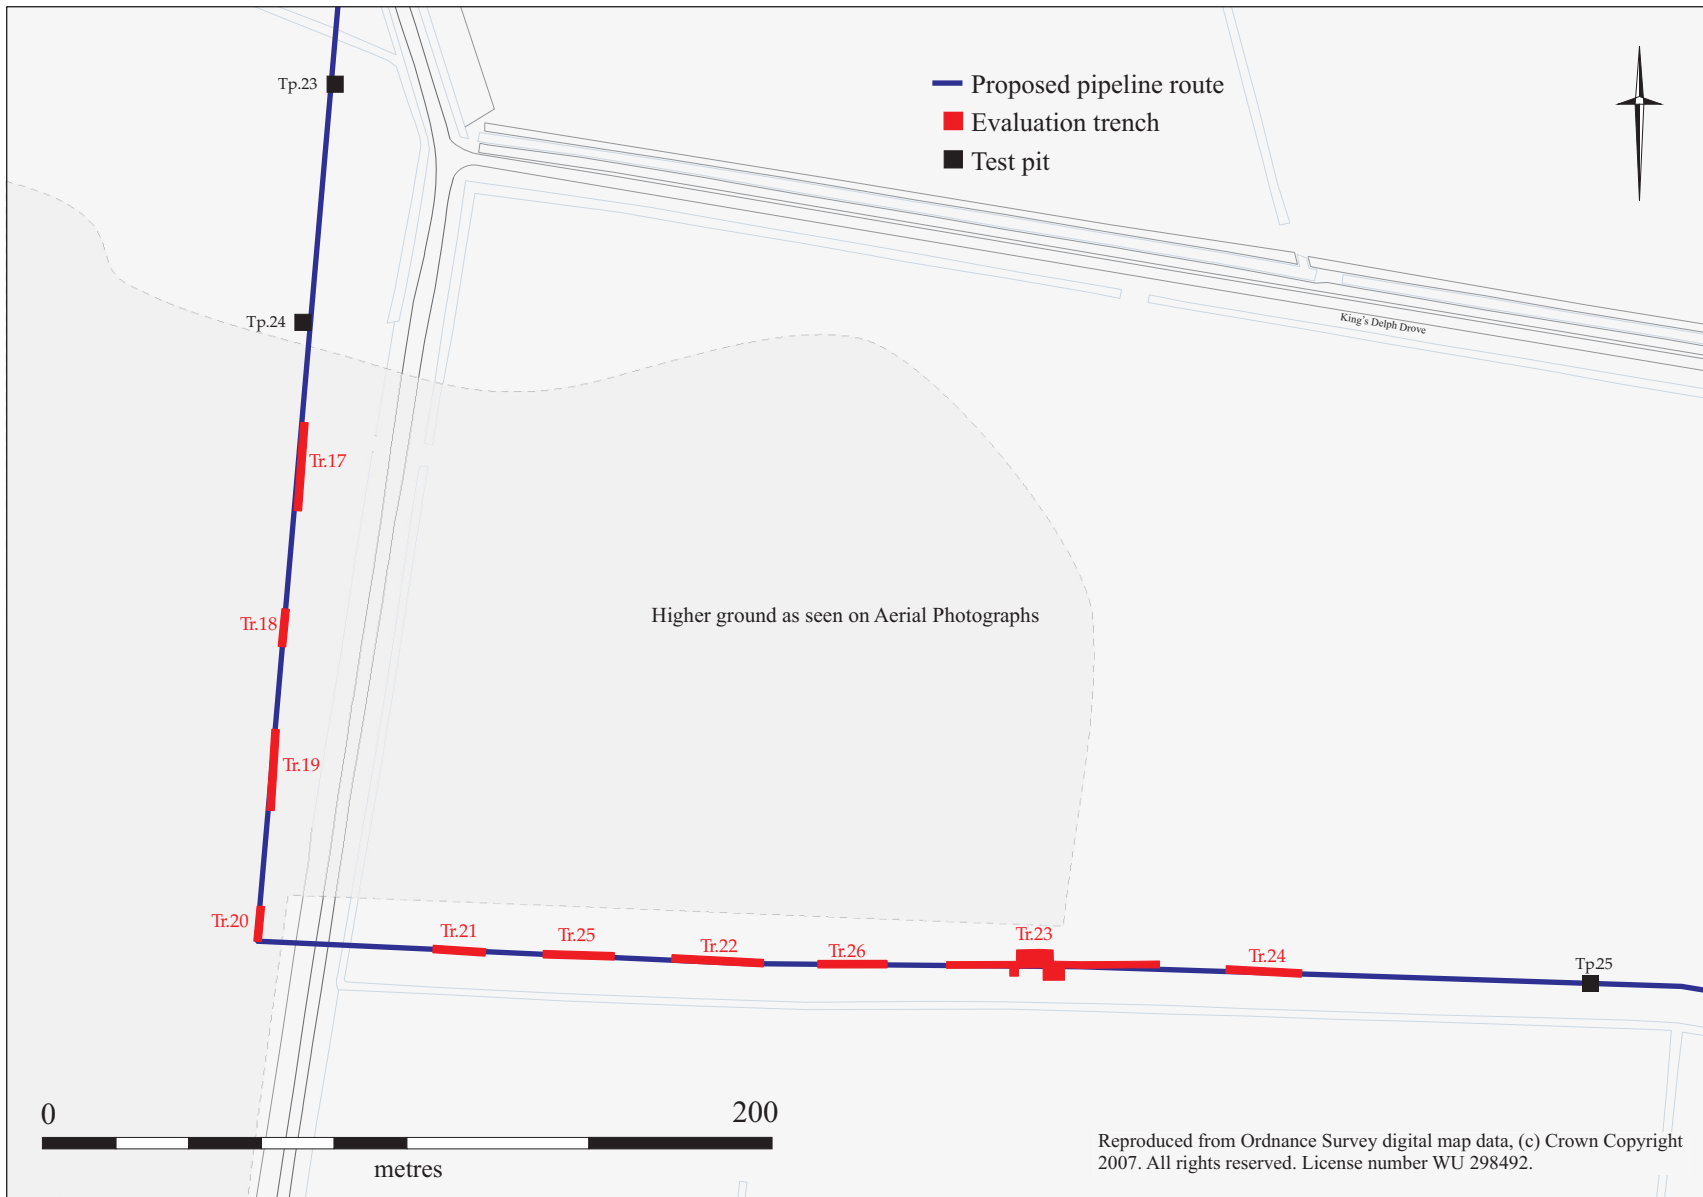 Tp.23
Proposed pipeline route
Evaluation trench
Test pit
Tp.24
King's Delph Drove
Tr.17
Higher ground as seen on Aerial Photographs
Tr.18
Tr.19
Tr.20
Tr.21
Tr.25
Tr.22
Tr.26
Tr.23
Tr.24
Tp.25
0
200
metres
Reproduced from Ordnance Survey digital map data, (c) Crown Copyright
2007. All rights reserved. License number WU 298492.